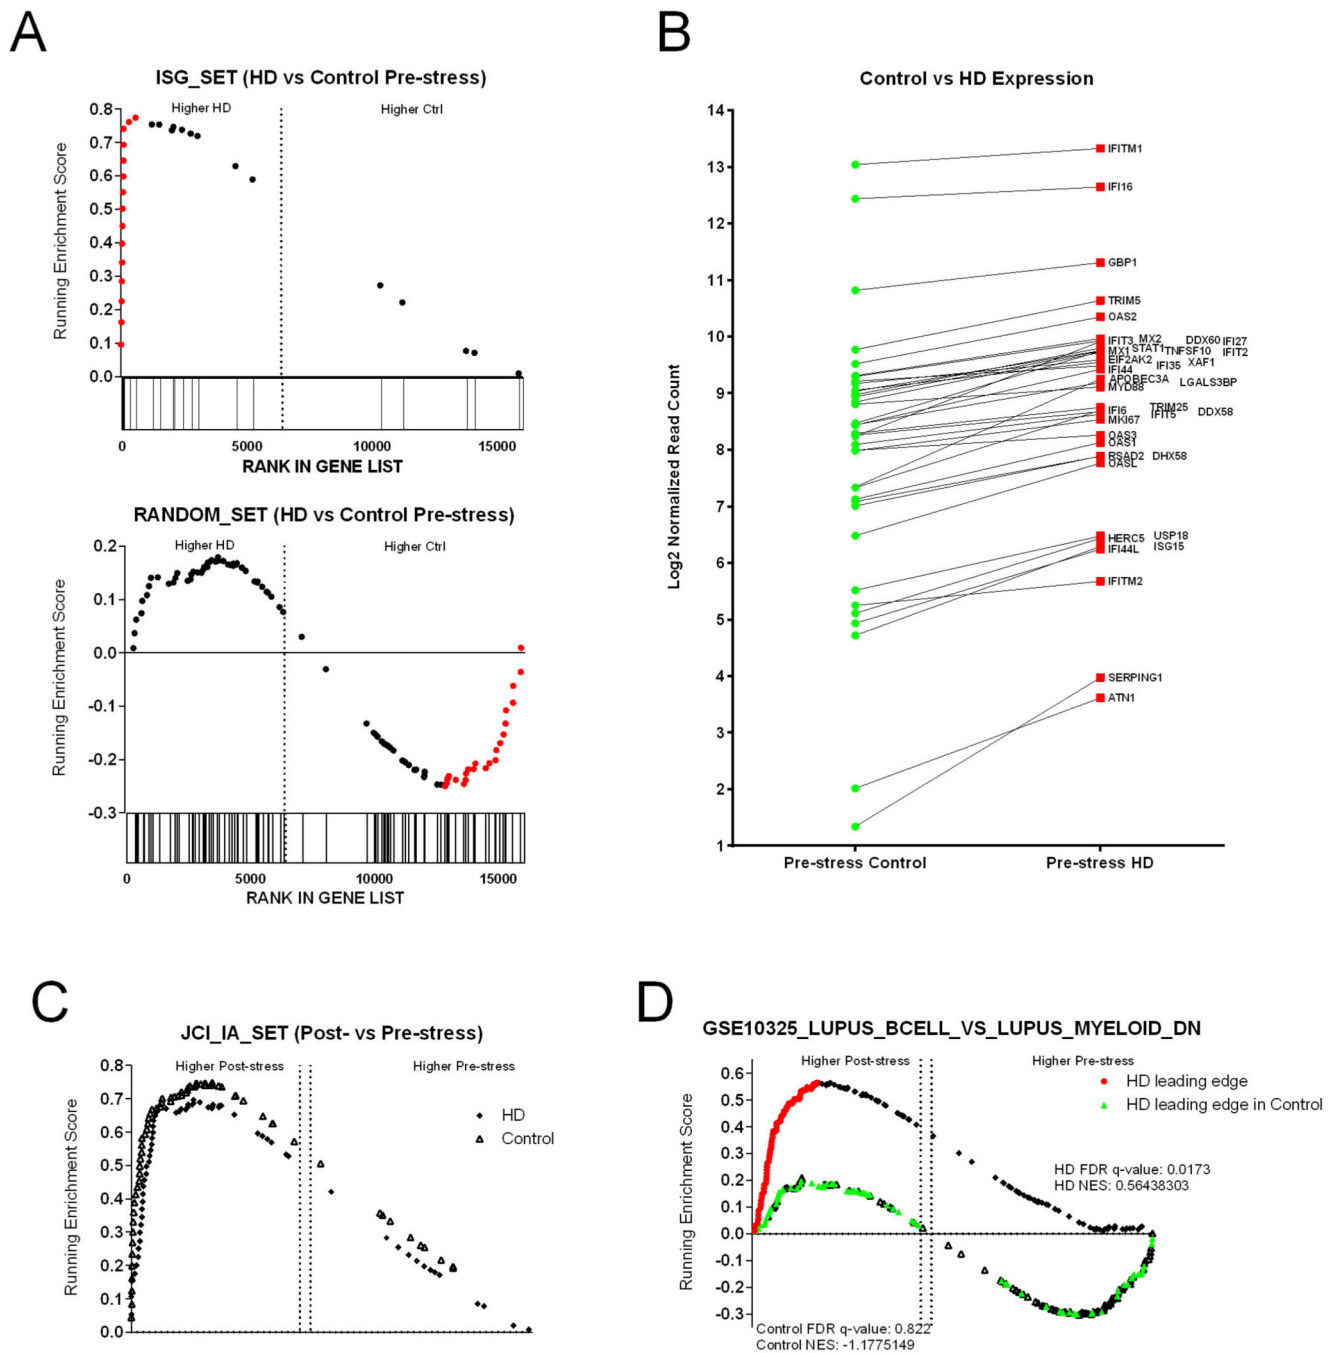 A
ISG_SET (HD vs Control Pre-stress)
Higher HD
Higher Ctrl
Running Enrichment Score
0.8
0.7
0.6
0.5
0.4
0.3
0.2
0.1
0.0
0
5000
10000
15000
RANK IN GENE LIST
RANDOM_SET (HD vs Control Pre-stress)
Higher HD
Higher Ctrl
Running Enrichment Score
0.2
0.1
0.0
-0.1
-0.2
-0.3
0
5000
10000
15000
RANK IN GENE LIST
B
Control vs HD Expression
Log2 Normalized Read Count
14
13
12
11
10
9
8
7
6
5
4
3
2
1
IFITM1
IFI16
GBP1
TRIM5
OAS2
IFIT3 MX2 DDX60 IFI27
MX1 STAT1 TNFSF10 IFIT2
EIF2AK2 IFI35 XAF1
IFI44
APOBEC3A LGALS3BP
MYD88
IFI6 TRIM25 DDX58
IFIT5
MKI67
OAS3
OAS1
RSAD2 DHX58
OASL
HERC5 USP18
IFI44L ISG15
IFITM2
SERPING1
ATN1
Pre-stress Control
Pre-stress HD
C
JCI_IA_SET (Post- vs Pre-stress)
Higher Post-stress
Higher Pre-stress
Running Enrichment Score
0.8
0.7
0.6
0.5
0.4
0.3
0.2
0.1
0.0
HD
Control
D
GSE10325_LUPUS_BCELL_VS_LUPUS_MYELOID_DN
Higher Post-stress
Higher Pre-stress
Running Enrichment Score
0.6
0.5
0.4
0.3
0.2
0.1
0.0
-0.1
-0.2
-0.3
HD leading edge
HD leading edge in Control
HD FDR q-value: 0.0173
HD NES: 0.56438303
Control FDR q-value: 0.822
Control NES: -1.1775149